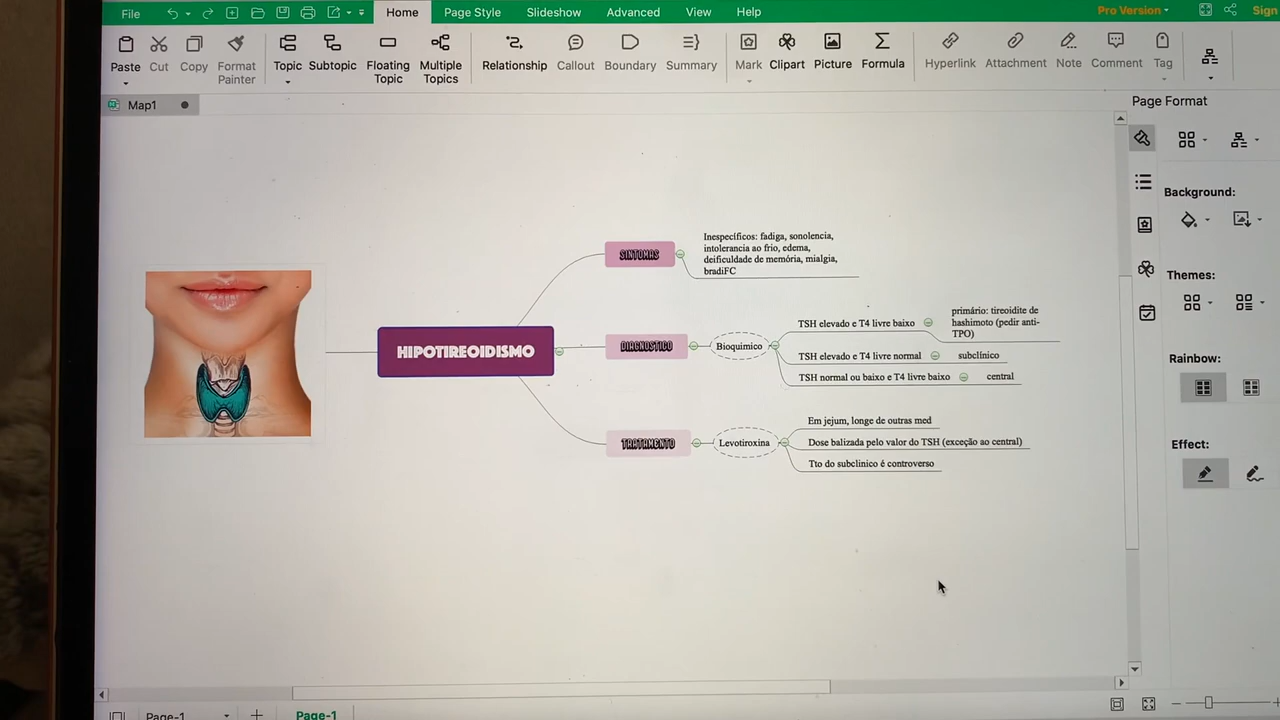 File Home Page Style Slideshow Advanced View Help Pro Version Sign
Paste Cut Copy Format Painter Topic Subtopic Floating Topic Multiple Topics Relationship Callout Boundary Summary Mark Clipart Picture Formula Hyperlink Attachment Note Comment Tag
Map1
Page Format
Background:
Themes:
Rainbow:
Effect:
HIPOTIREOIDISMO
SINTOMAS
Inespecíficos: fadiga, sonolencia,
intolerancia ao frio, edema,
deificuldade de memória, mialgia,
bradiFC
DIAGNOSTICO
Bioquimico
TSH elevado e T4 livre baixo
primário: tireoidite de
hashimoto (pedir anti-
TPO)
TSH elevado e T4 livre normal
subclínico
TSH normal ou baixo e T4 livre baixo
central
TRATAMENTO
Levotiroxina
Em jejum, longe de outras med
Dose balizada pelo valor do TSH (exceção ao central)
Tto do subclinico é controverso
Page-1 Page-1